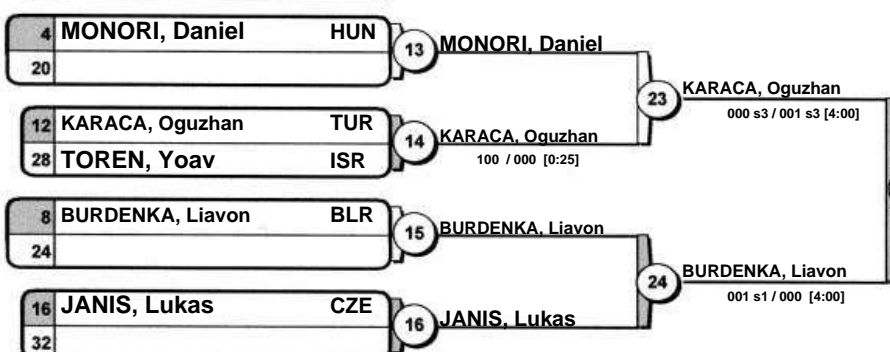 4 MONORI, Daniel HUN
20
13 MONORI, Daniel
12 KARACA, Oguzhan TUR
28 TOREN, Yoav ISR
14 KARACA, Oguzhan
100 / 000 [0:25]
23 KARACA, Oguzhan
000 s3 / 001 s3 [4:00]
8 BURDENKA, Liavon BLR
24
15 BURDENKA, Liavon
16 JANIS, Lukas CZE
32
16 JANIS, Lukas
24 BURDENKA, Liavon
001 s1 / 000 [4:00]